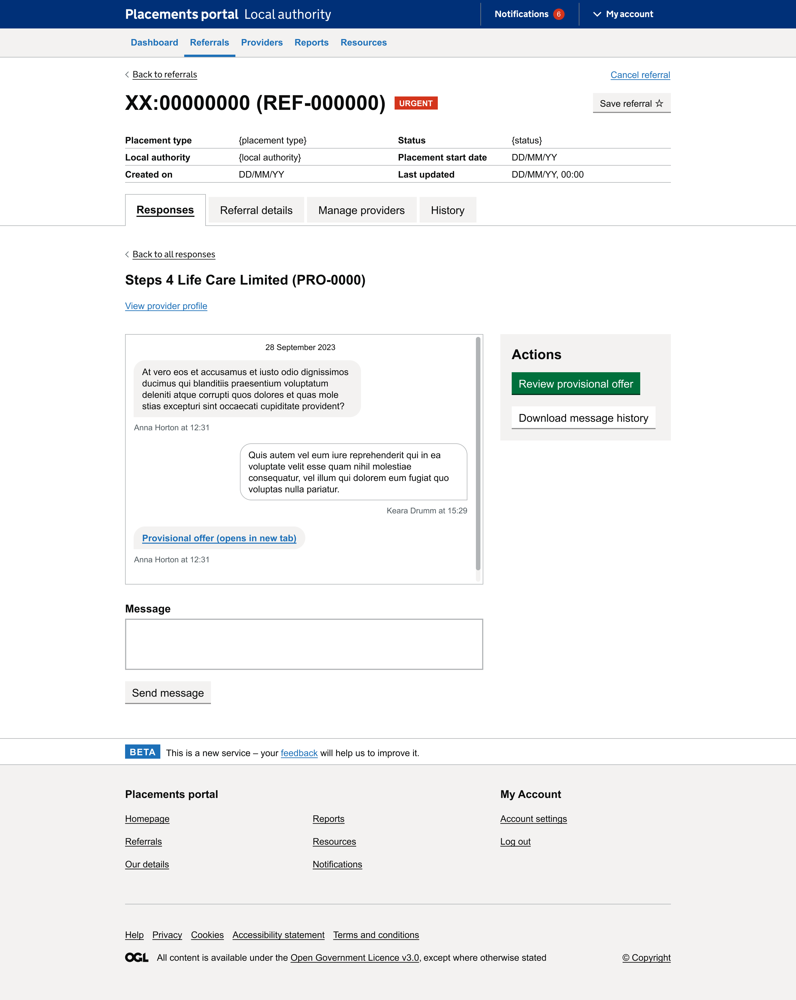 Placements portal Local authority
Notifications 6
My account
Dashboard Referrals Providers Reports Resources
Back to referrals
Cancel referral
XX:00000000 (REF-000000) URGENT
Save referral ☆
Placement type {placement type} Status {status}
Local authority {local authority} Placement start date DD/MM/YY
Created on DD/MM/YY Last updated DD/MM/YY, 00:00
Responses Referral details Manage providers History
Back to all responses
Steps 4 Life Care Limited (PRO-0000)
View provider profile
28 September 2023
At vero eos et accusamus et iusto odio dignissimos
ducimus qui blanditiis praesentium voluptatum
deleniti atque corrupti quos dolores et quas mole
stias excepturi sint occaecati cupiditate provident?
Anna Horton at 12:31
Quis autem vel eum iure reprehenderit qui in ea
voluptate velit esse quam nihil molestiae
consequatur, vel illum qui dolorem eum fugiat quo
voluptas nulla pariatur.
Keara Drumm at 15:29
Provisional offer (opens in new tab)
Anna Horton at 12:31
Actions
Review provisional offer
Download message history
Message
Send message
BETA This is a new service – your feedback will help us to improve it.
Placements portal
Homepage
Referrals
Our details
Reports
Resources
Notifications
My Account
Account settings
Log out
Help Privacy Cookies Accessibility statement Terms and conditions
OGL All content is available under the Open Government Licence v3.0, except where otherwise stated
© Copyright